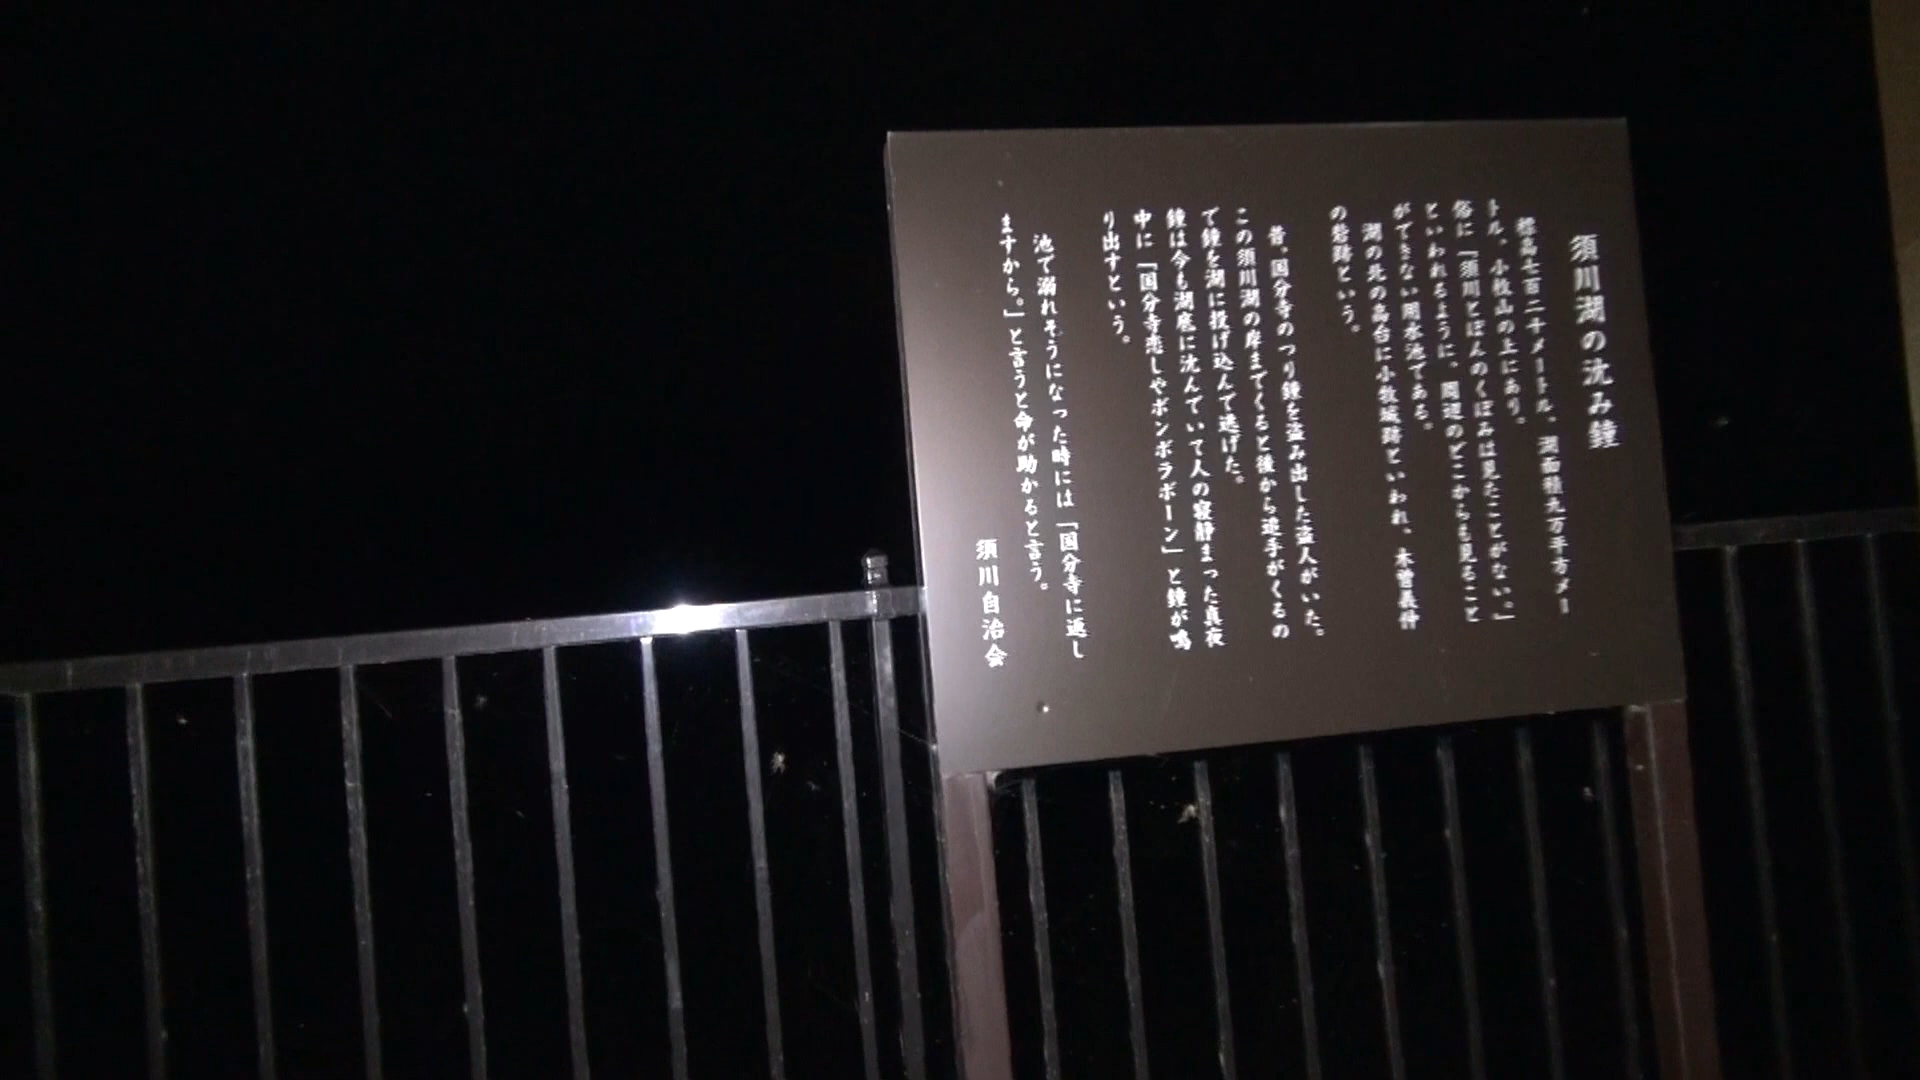 須川湖の沈み鐘
標高七百二十メートル、湖面積九万平方メー
トル、小牧山の上にあり。
俗に「須川とぼんのくぼみは見たことがない。」
といわれるように、周辺のどこからも見ること
ができない用水池である。
湖の北の高台に小牧城跡といわれ、木曽義仲
の砦跡という。
昔、国分寺のつり鐘を盗み出した盗人がいた。
この須川湖の岸までくると後から追手がくるの
で鐘を湖に投げ込んで逃げた。
鐘は今も湖底に沈んでいて人の寝静まった真夜
中に「国分寺恋しやボンボラボーン」と鐘が鳴
り出すという。
池で溺れそうになった時には「国分寺に返し
ますから。」と言うと命が助かると言う。
須川自治会